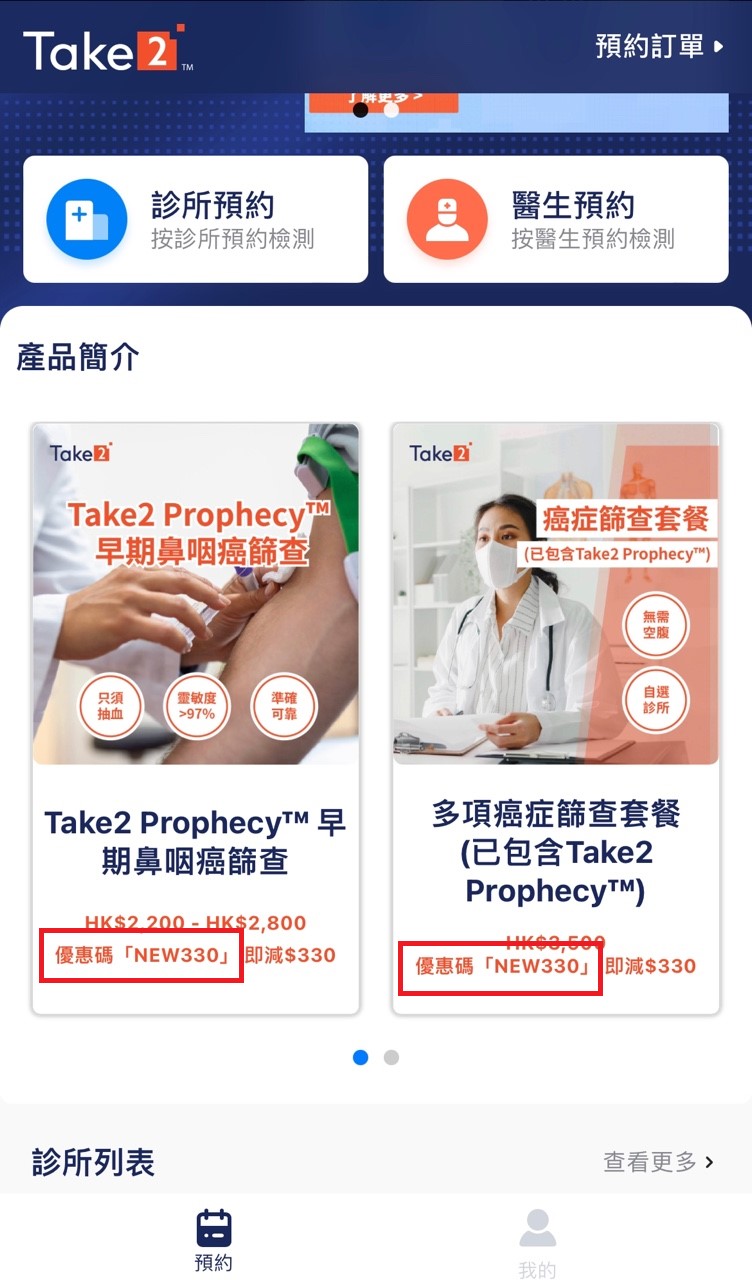 Take2™
預約訂單
了解更多 >
診所預約
按診所預約檢測
醫生預約
按醫生預約檢測
產品簡介
Take2
Take2 Prophecy™
早期鼻咽癌篩查
只須
抽血
靈敏度
>97%
準確
可靠
Take2 Prophecy™ 早
期鼻咽癌篩查
HK$2,200 - HK$2,800
優惠碼「NEW330」即減$330
Take2
癌症篩查套餐
(已包含Take2 Prophecy™)
無需
空腹
自選
診所
多項癌症篩查套餐
(已包含Take2
Prophecy™)
HK$3,500
優惠碼「NEW330」即減$330
診所列表
查看更多
預約
我的